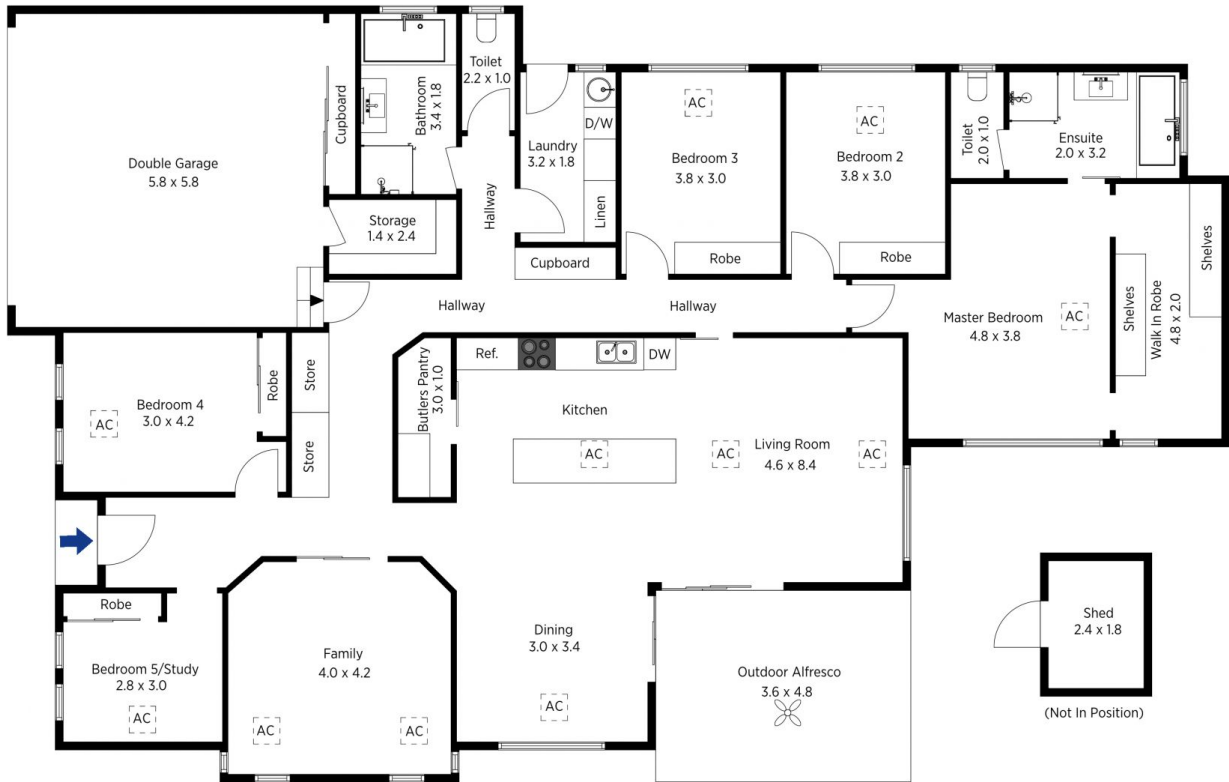 Double Garage
5.8 x 5.8
Cupboard
Bathroom
3.4 x 1.8
Toilet
2.2 x 1.0
Hallway
Storage
1.4 x 2.4
Laundry
3.2 x 1.8
D/W
Linen
Cupboard
AC
Bedroom 3
3.8 x 3.0
Robe
AC
Bedroom 2
3.8 x 3.0
Robe
Toilet
2.0 x 1.0
Ensuite
2.0 x 3.2
Master Bedroom
4.8 x 3.8
AC
Shelves
Walk In Robe
4.8 x 2.0
Shelves
Hallway
Hallway
Bedroom 4
3.0 x 4.2
AC
Robe
Store
Store
Butlers Pantry
3.0 x 1.0
Ref.
DW
Kitchen
AC
AC
Living Room
4.6 x 8.4
AC
Robe
Bedroom 5/Study
2.8 x 3.0
AC
Family
4.0 x 4.2
AC
AC
Dining
3.0 x 3.4
AC
Outdoor Alfresco
3.6 x 4.8
Shed
2.4 x 1.8
(Not In Position)